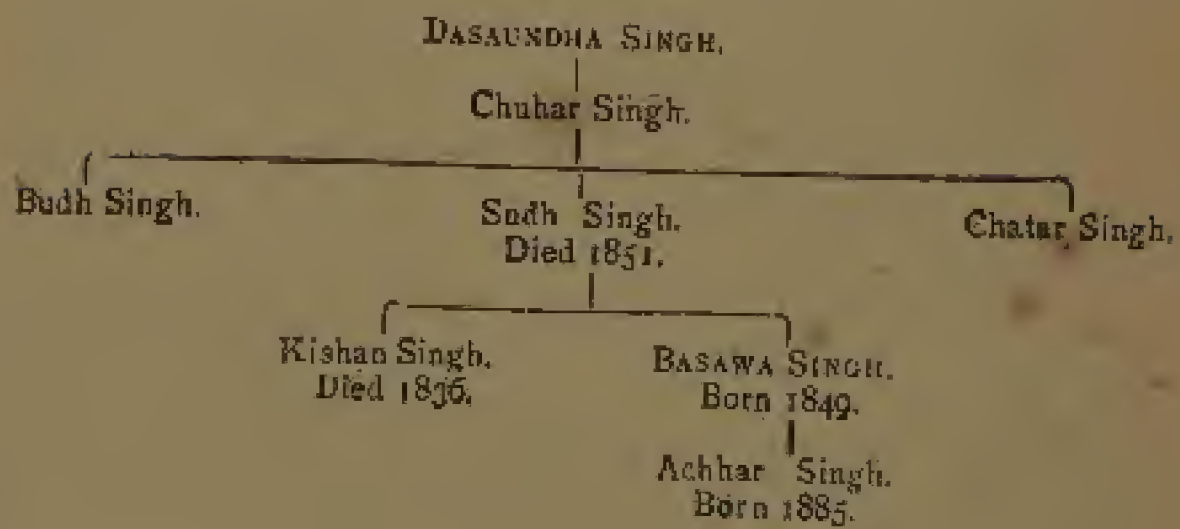 DASAUNDHA SINGH.
Chuhar Singh.
Budh Singh.
Sudh Singh.
Died 1851.
Chatar Singh.
Kishan Singh.
Died 1836.
BASAWA SINGH.
Born 1849.
Achhar Singh.
Born 1885.